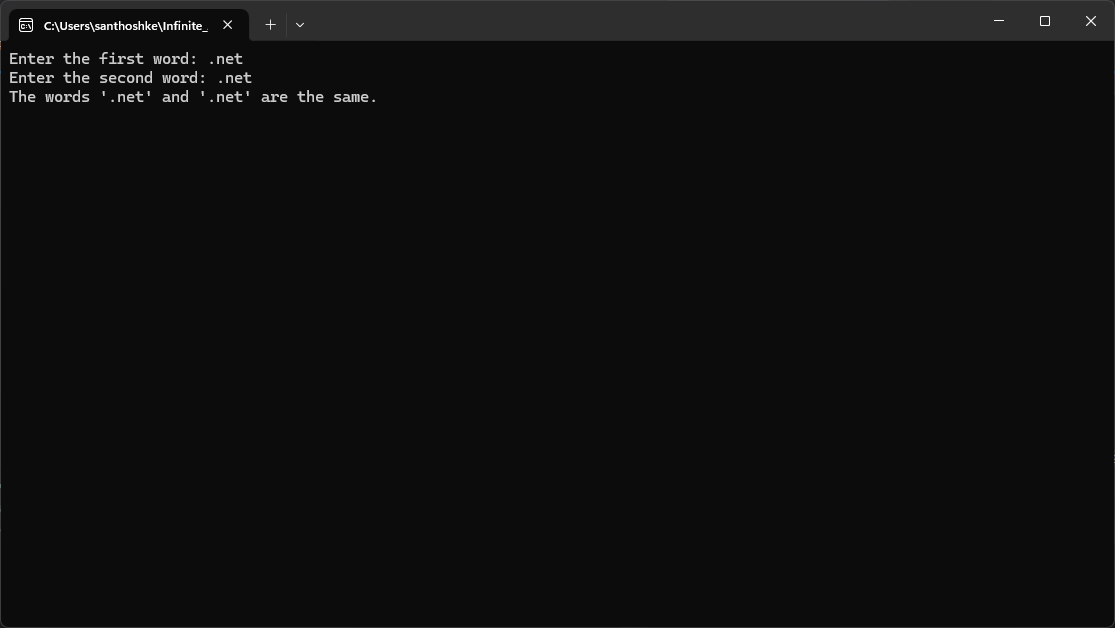 C:\Users\santhoshke\Infinite_
Enter the first word: .net
Enter the second word: .net
The words '.net' and '.net' are the same.